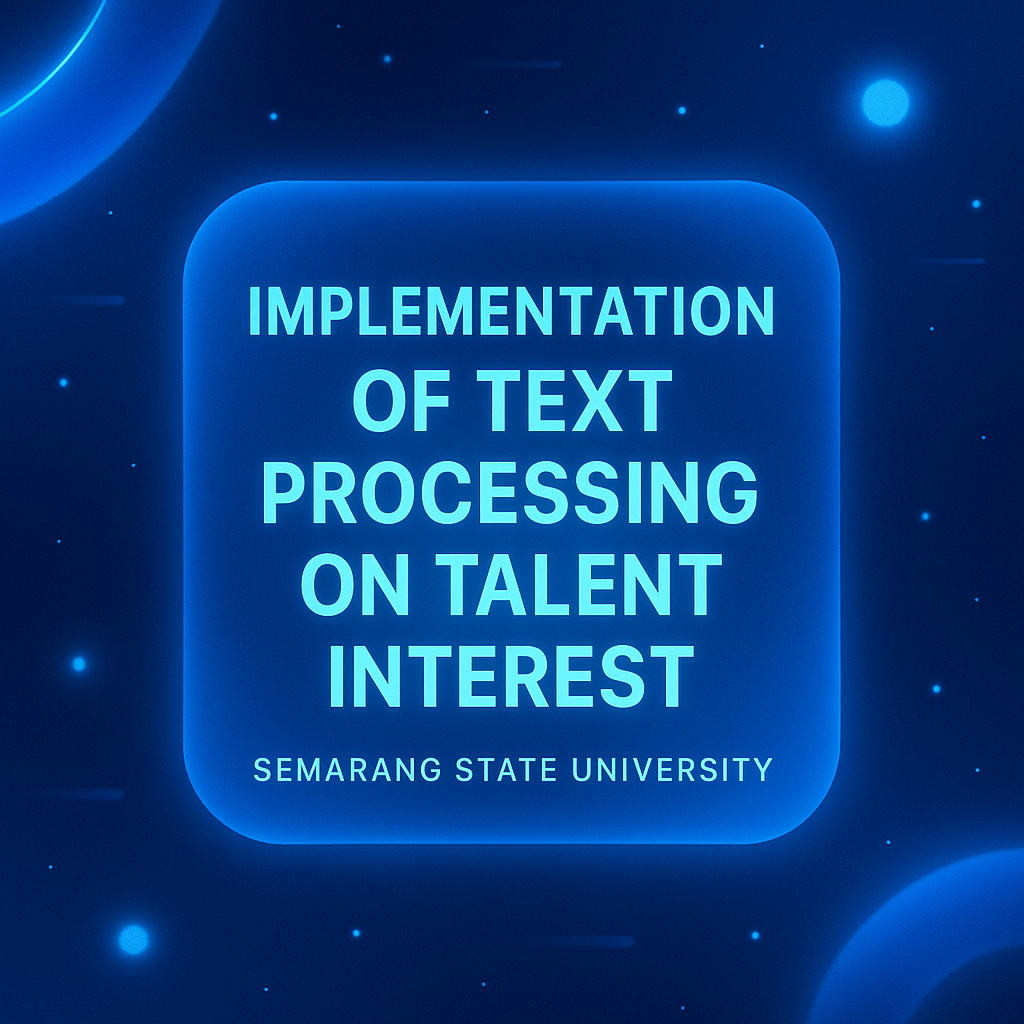 IMPLEMENTATION
OF TEXT
PROCESSING
ON TALENT
INTEREST
SEMARANG STATE UNIVERSITY